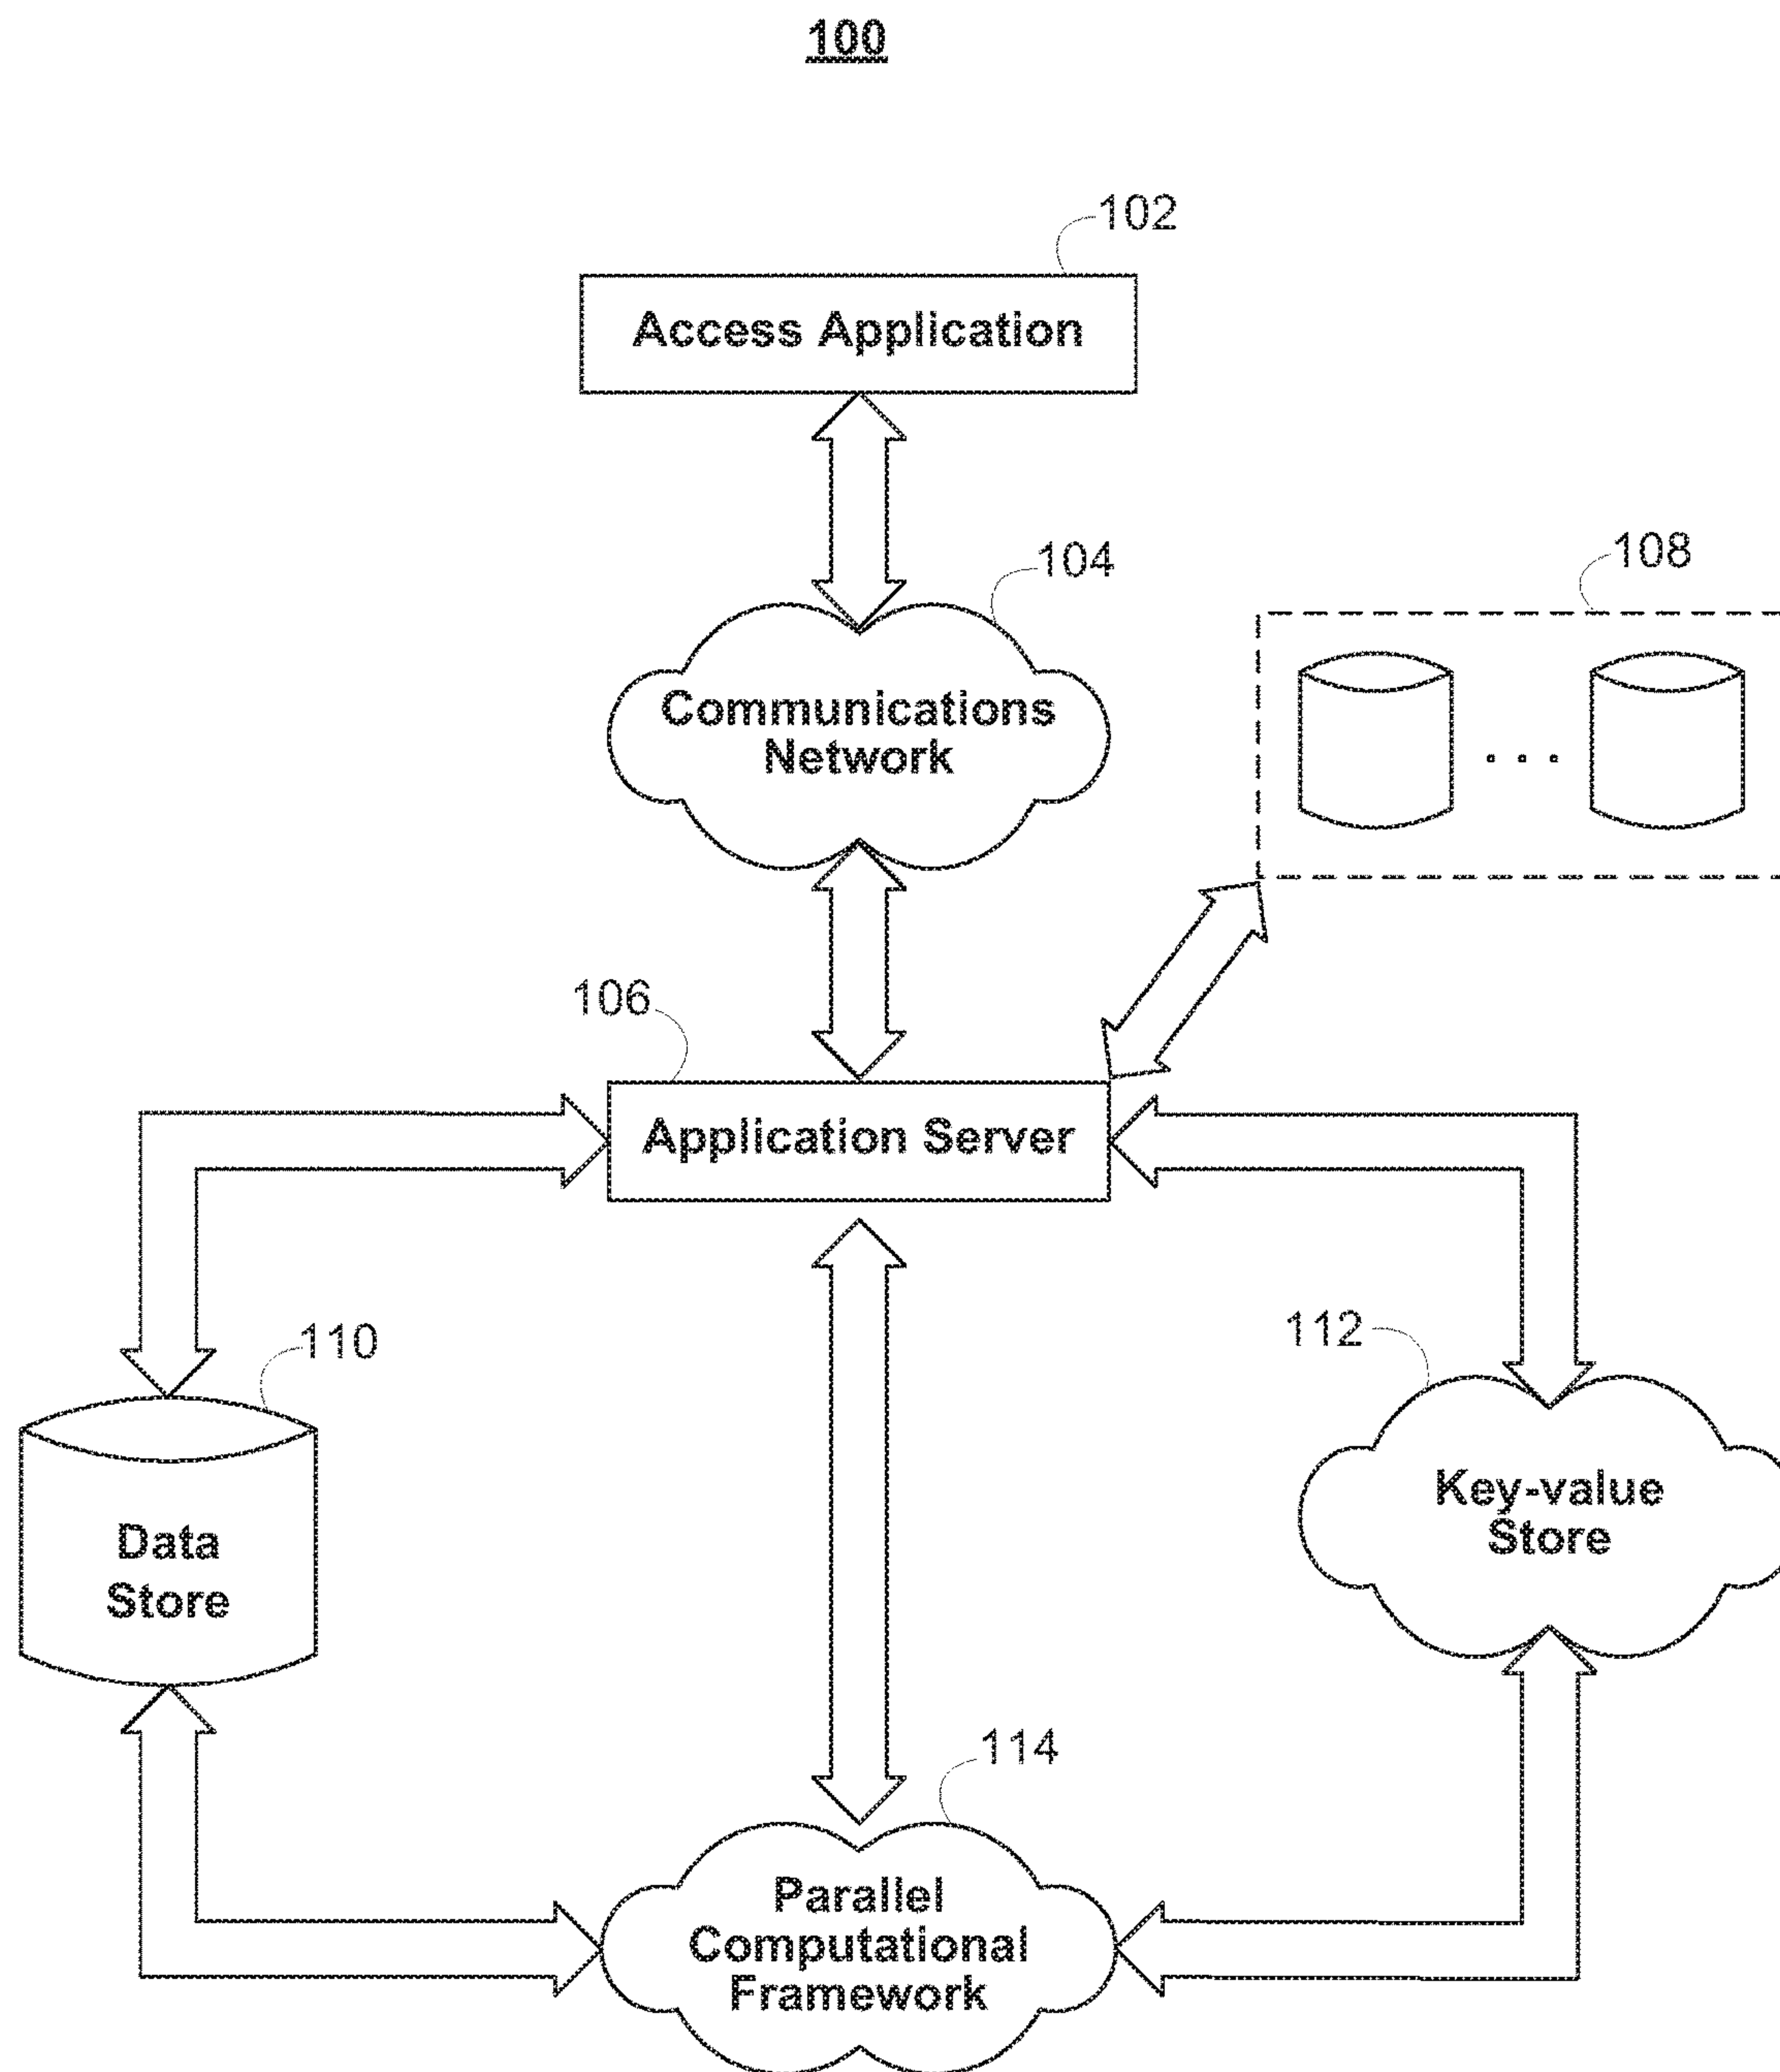 100
102
Access Application
104
108
Communications
Network
. . .
106
Application Server
110
112
Data
Store
Key-value
Store
114
Parallel
Computational
Framework